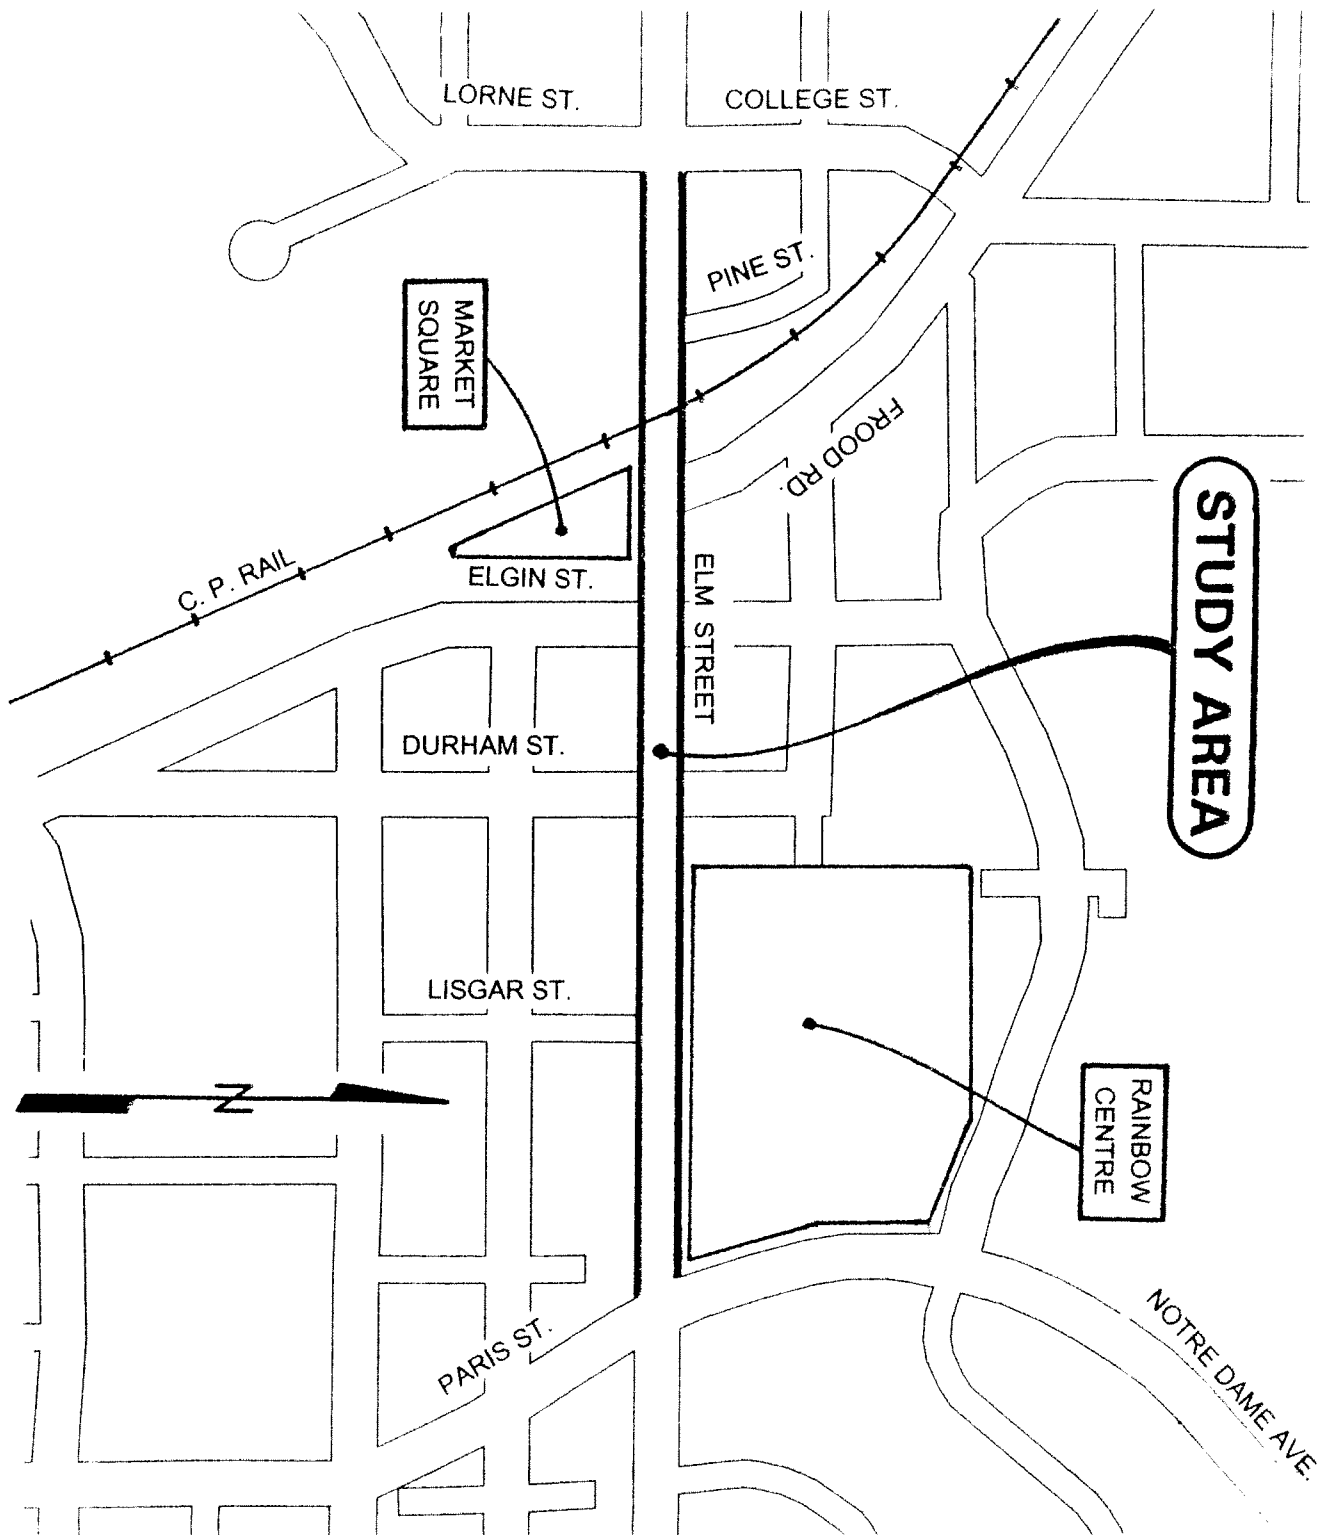 LORNE ST.
COLLEGE ST.
PINE ST.
MARKET
SQUARE
FROOD RD.
STUDY AREA
C. P. RAIL
ELGIN ST.
ELM STREET
DURHAM ST.
LISGAR ST.
N
RAINBOW
CENTRE
PARIS ST.
NOTRE DAME AVE.